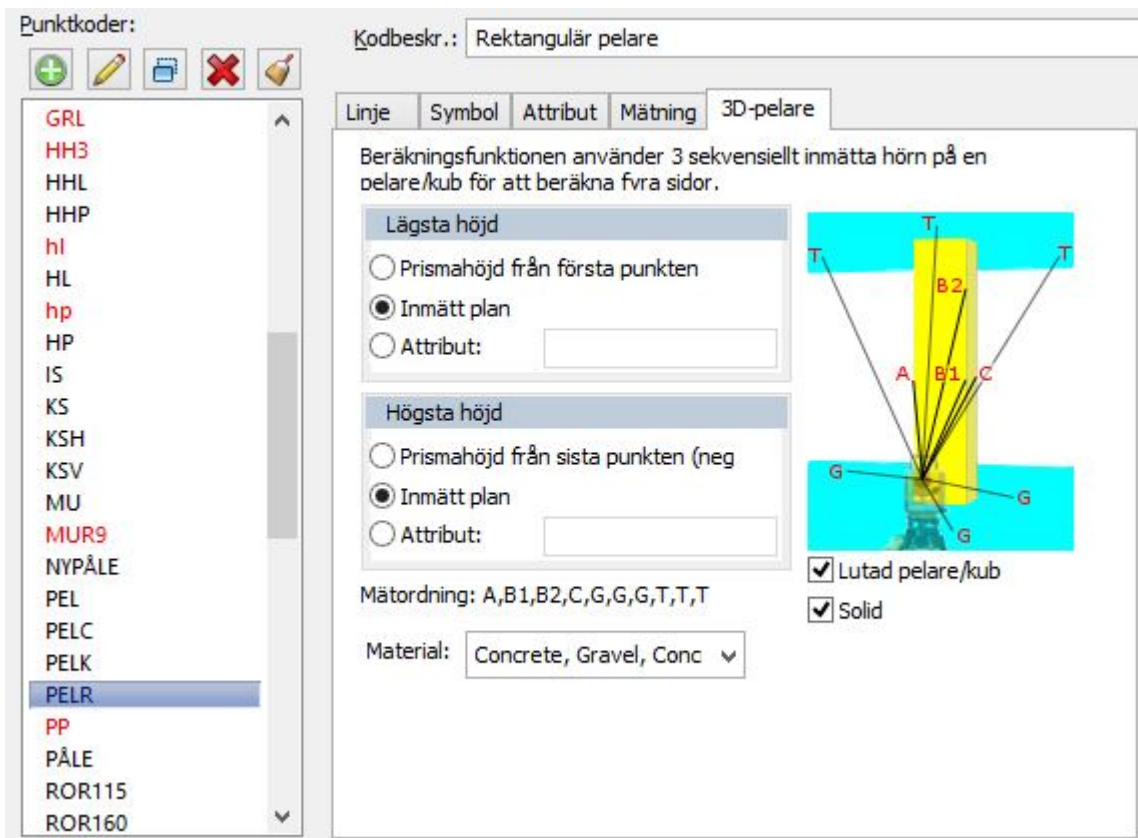 Punktkoder:
GRL
HH3
HHL
HHP
hl
HL
hp
HP
IS
KS
KSH
KSV
MU
MUR9
NYPÅLE
PEL
PELC
PELK
PELR
PP
PÅLE
ROR115
ROR160
Kodbeskr.: Rektangulär pelare
Linje Symbol Attribut Mätning 3D-pelare
Beräkningsfunktionen använder 3 sekvensiellt inmätta hörn på en
pelare/kub för att beräkna fyra sidor.
Lägsta höjd
Prismahöjd från första punkten
Inmätt plan
Attribut:
Högsta höjd
Prismahöjd från sista punkten (neg
Inmätt plan
Attribut:
Mätordning: A,B1,B2,C,G,G,G,T,T,T
Material: Concrete, Gravel, Conc
T
T
T
B2
A
B1
C
G
G
G
Lutad pelare/kub
Solid